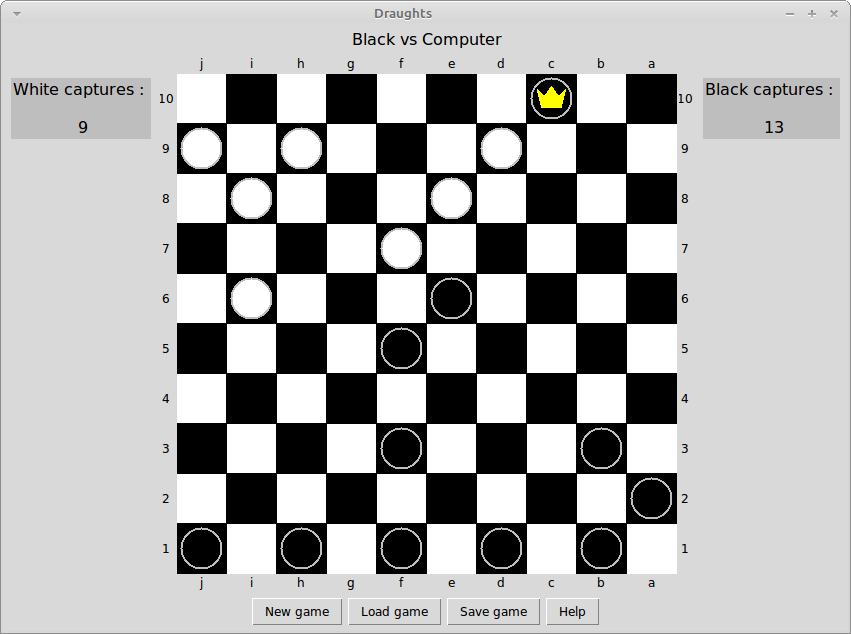 Draughts
Black vs Computer
j i h g f e d c b a
White captures :
9
Black captures :
13
10 10
9 9
8 8
7 7
6 6
5 5
4 4
3 3
2 2
1 1
j i h g f e d c b a
New game Load game Save game Help